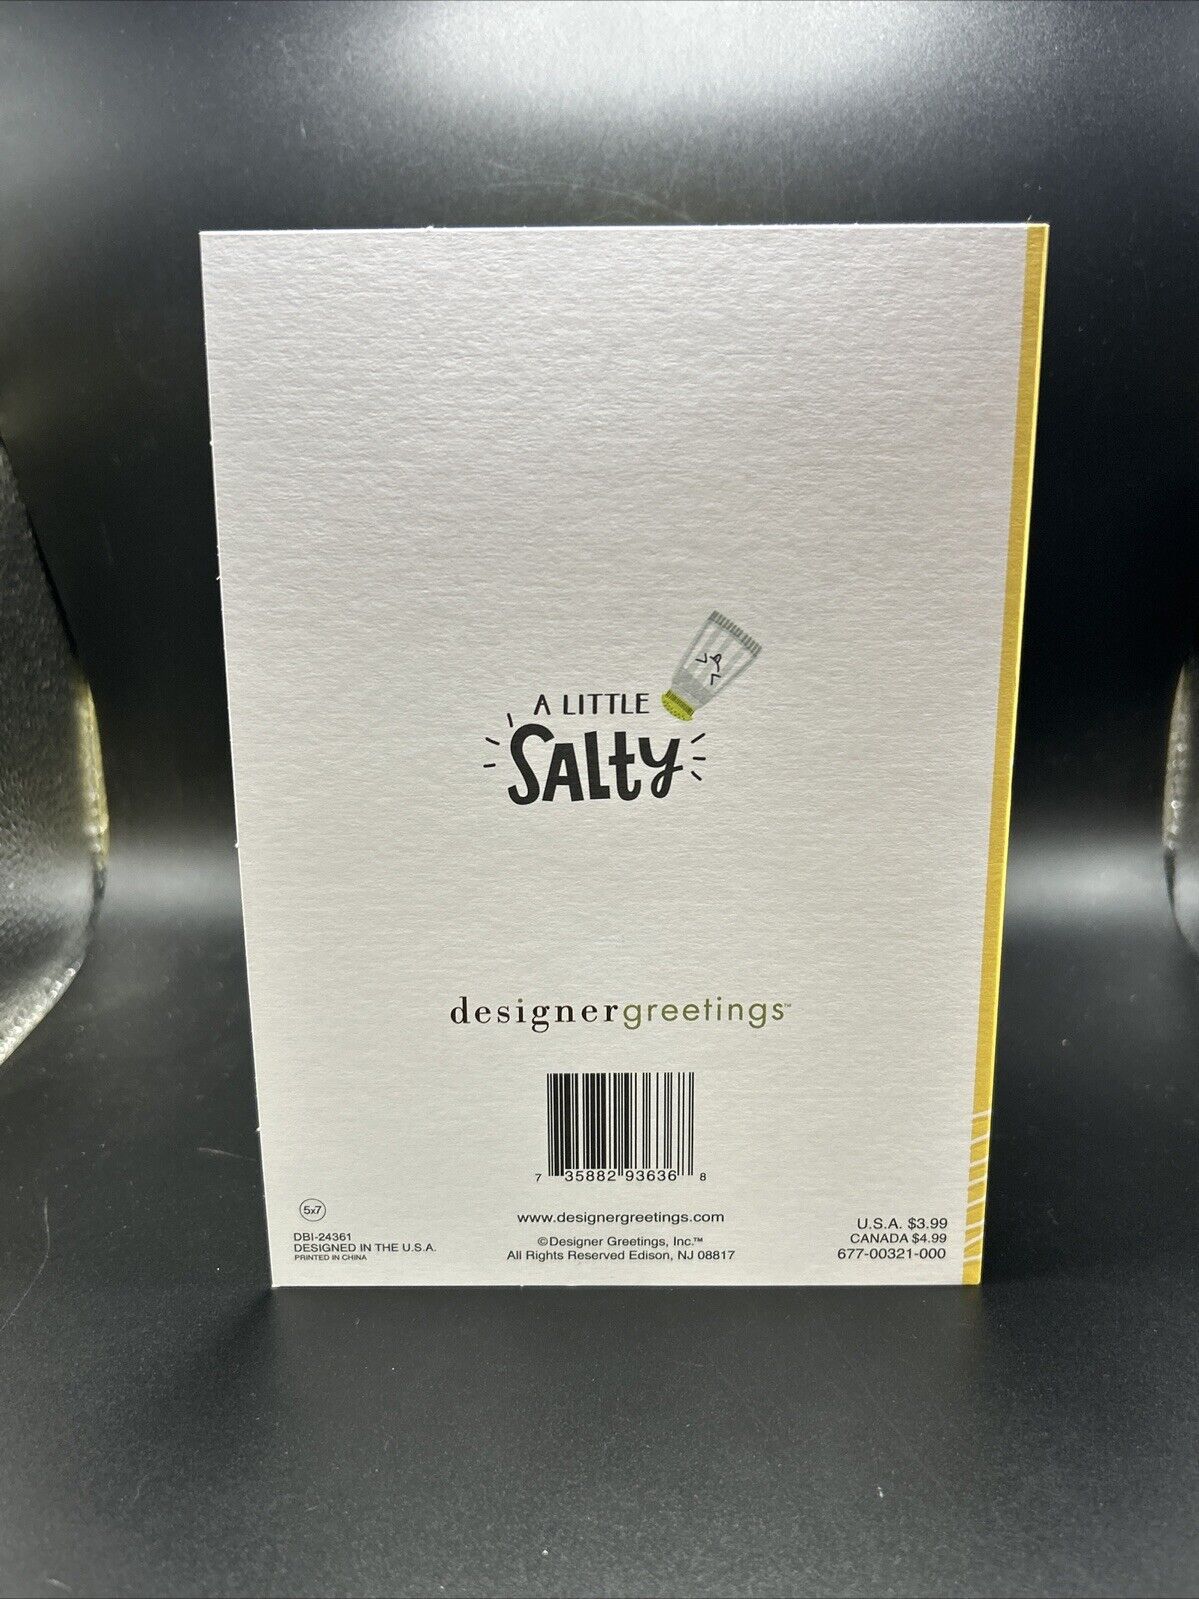 A LITTLE
SALty
designergreetings™
7 35882 93636 8
5x7
DBI-24361
DESIGNED IN THE U.S.A.
PRINTED IN CHINA
www.designergreetings.com
©Designer Greetings, Inc.™
All Rights Reserved Edison, NJ 08817
U.S.A. $3.99
CANADA $4.99
677-00321-000